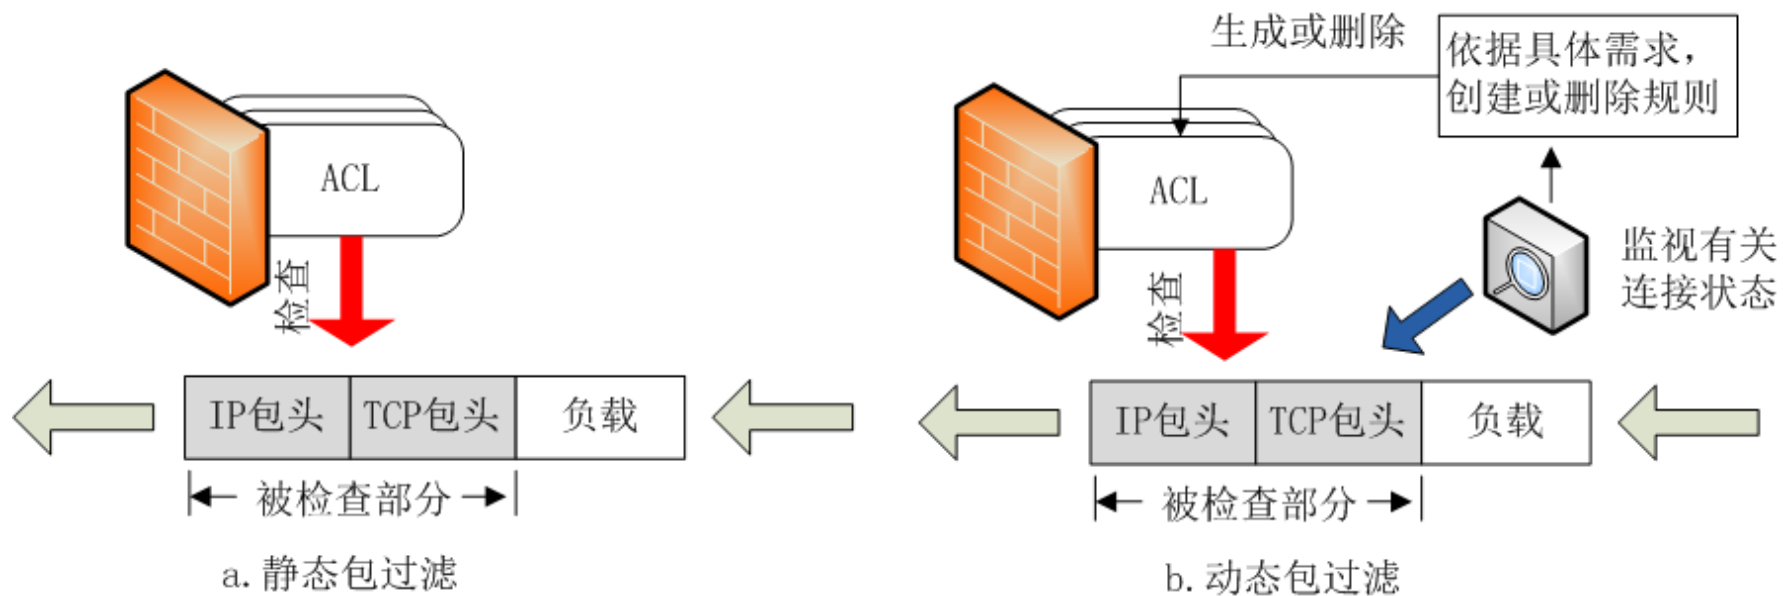 ACL
检查
IP包头 TCP包头 负载
被检查部分
a.静态包过滤
生成或删除
依据具体需求，
创建或删除规则
ACL
监视有关
连接状态
检查
IP包头 TCP包头 负载
被检查部分
b.动态包过滤